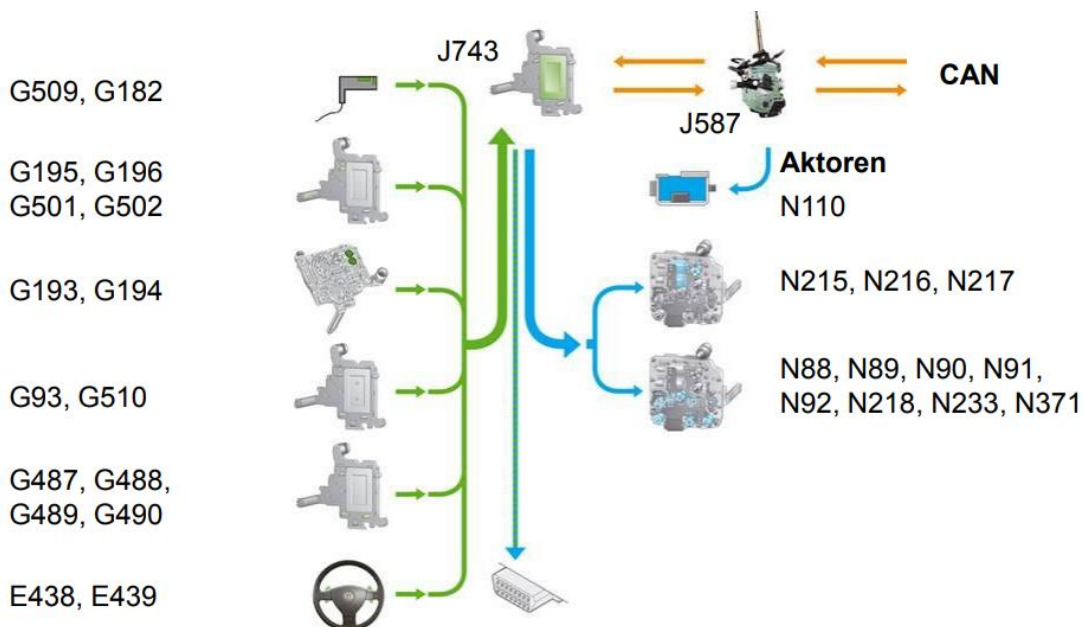 J743
G509, G182
CAN
J587
G195, G196
G501, G502
Aktoren
N110
G193, G194
N215, N216, N217
G93, G510
N88, N89, N90, N91,
N92, N218, N233, N371
G487, G488,
G489, G490
E438, E439